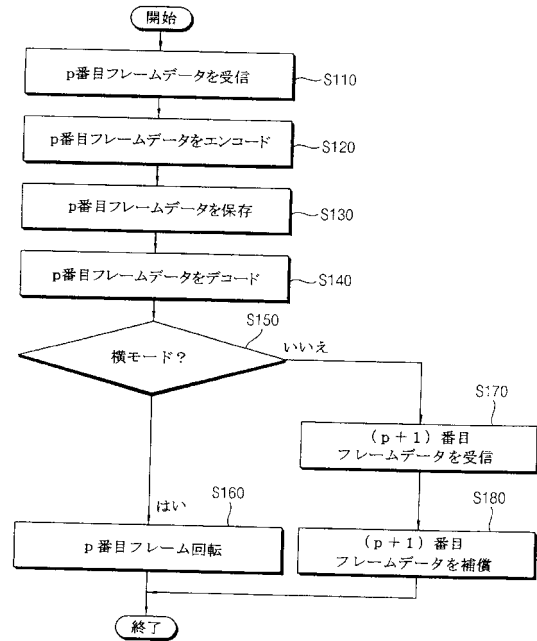 開始
p番目フレームデータを受信
S110
p番目フレームデータをエンコード
S120
p番目フレームデータを保存
S130
p番目フレームデータをデコード
S140
S150
横モード？
いいえ
S170
(p+1)番目
フレームデータを受信
はい
S160
p番目フレーム回転
S180
(p+1)番目
フレームデータを補償
終了